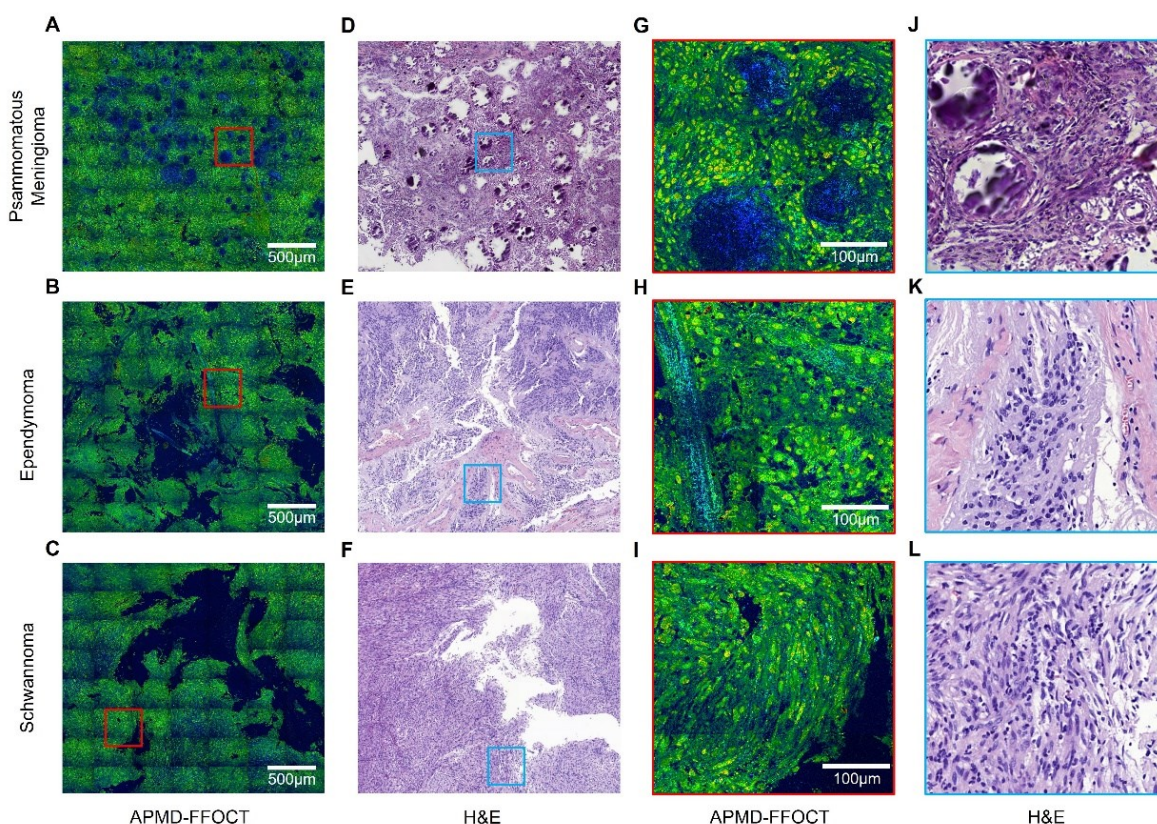 A
D
G
J
Psammomatous
Meningioma
500μm
100μm
B
E
H
K
Ependymoma
500μm
100μm
C
F
I
L
Schwannoma
500μm
100μm
APMD-FFOCT
H&E
APMD-FFOCT
H&E